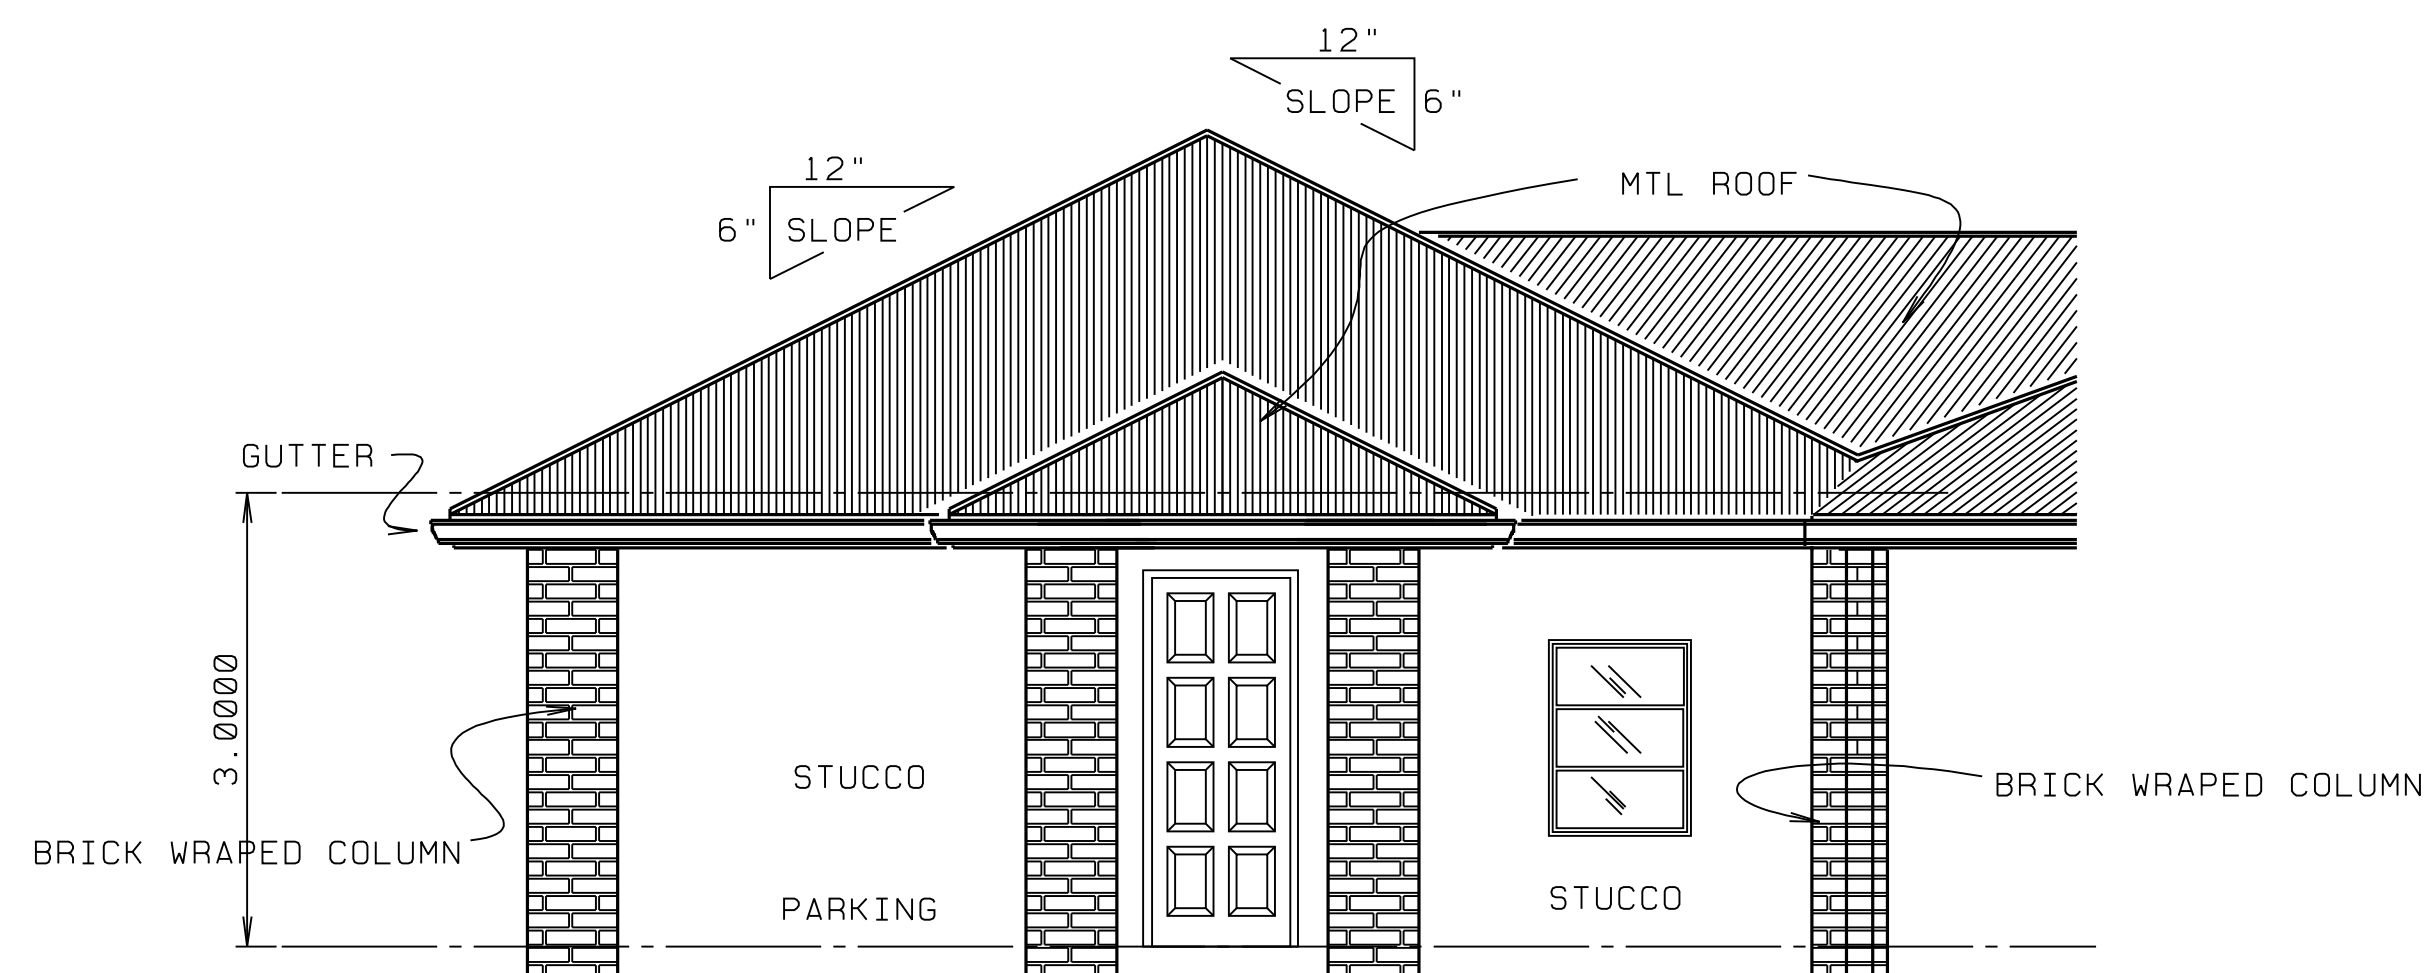 12"
SLOPE 6"
12"
6" SLOPE
MTL ROOF
GUTTER
3.0000
STUCCO
BRICK WRAPED COLUMN
BRICK WRAPED COLUMN
PARKING
STUCCO